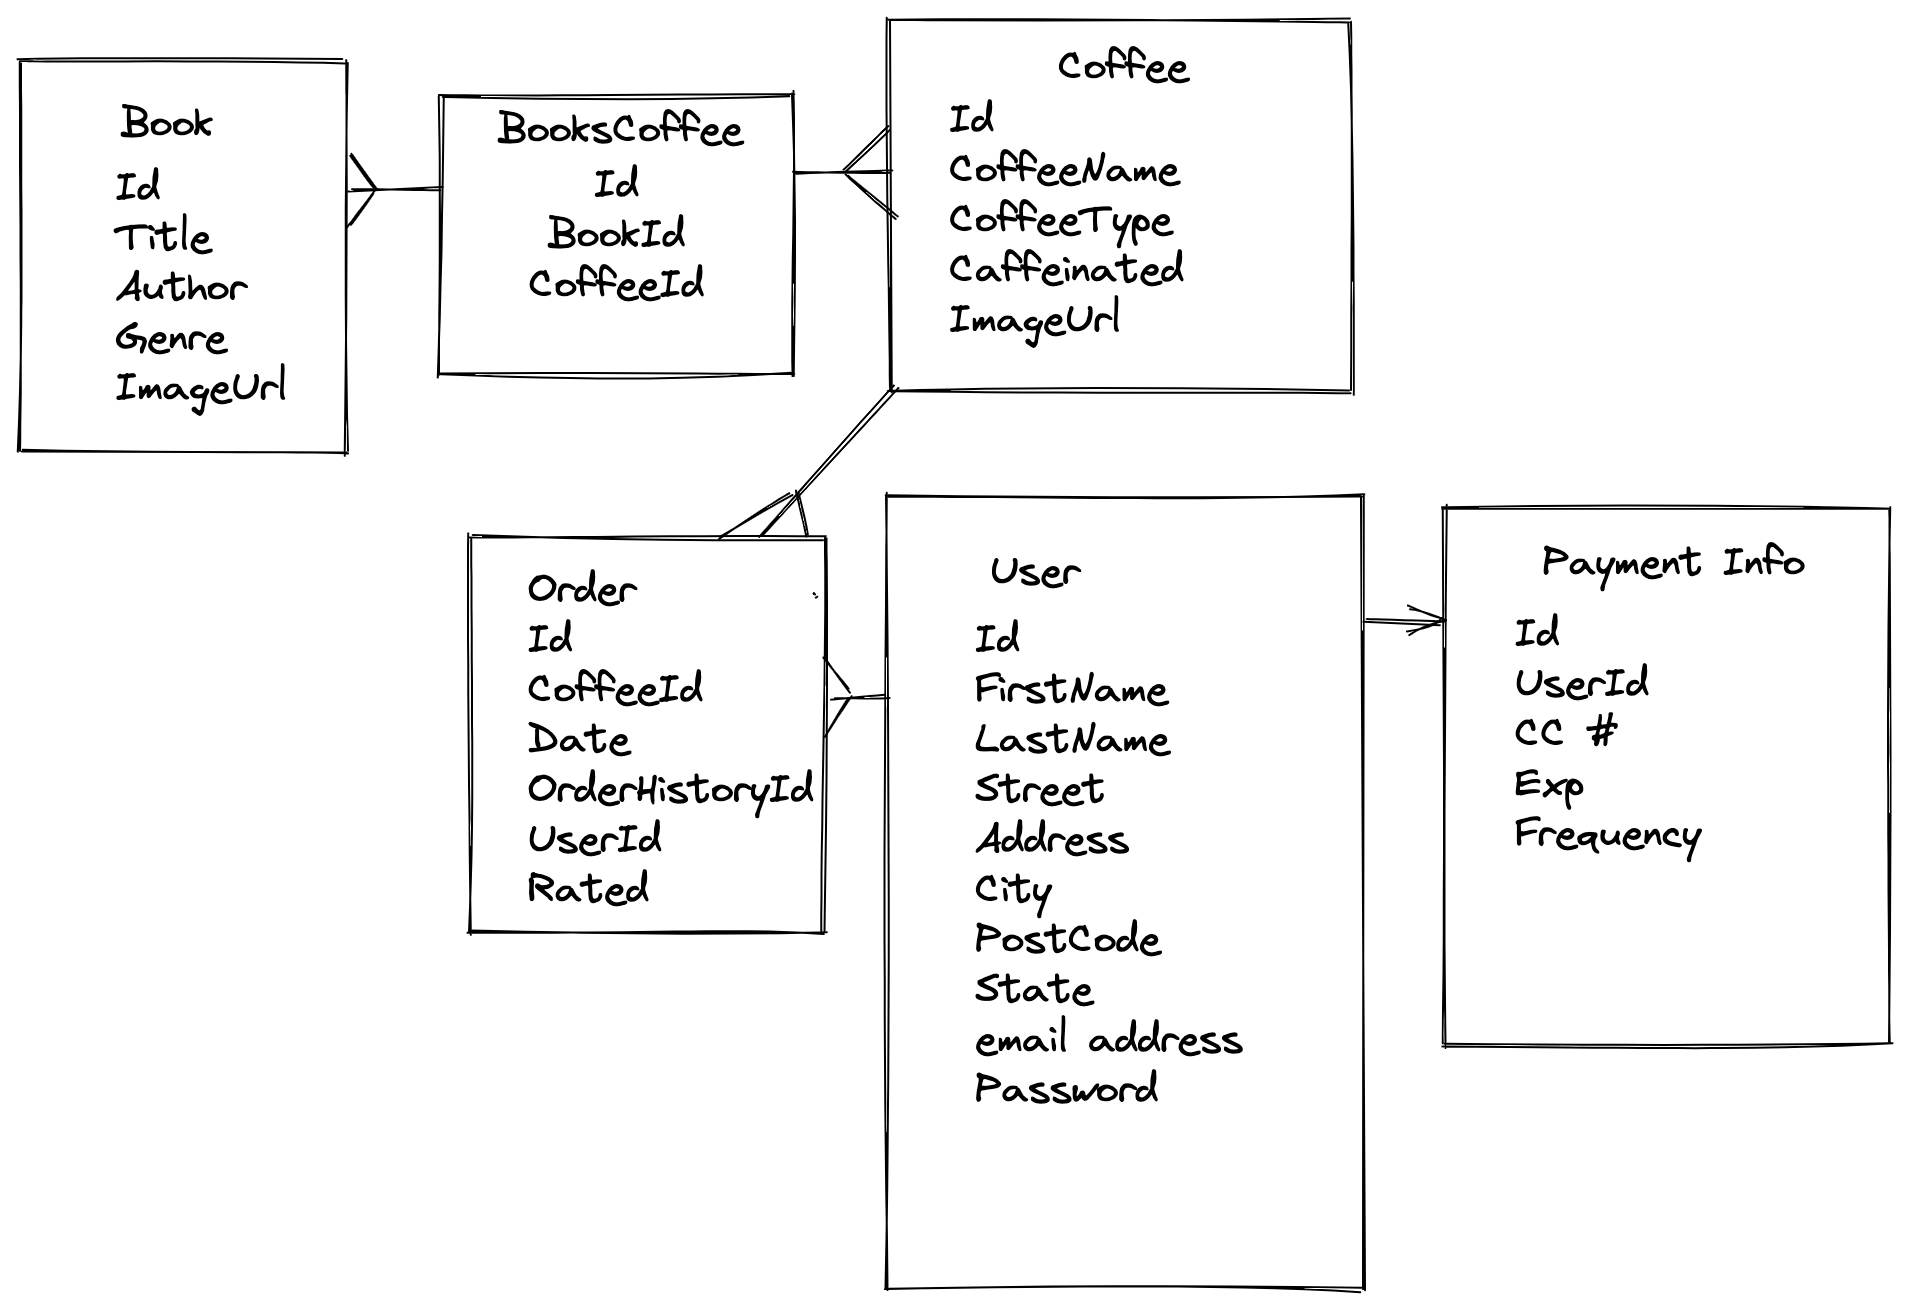 Book
Id
Title
Author
Genre
ImageUrl
BooksCoffee
Id
BookId
CoffeeId
Coffee
Id
CoffeeName
CoffeeType
Caffeinated
ImageUrl
Order
Id
CoffeeId
Date
OrderHistoryId
UserId
Rated
User
Id
FirstName
LastName
Street
Address
City
PostCode
State
email address
Password
Payment Info
Id
UserId
CC #
Exp
Frequency